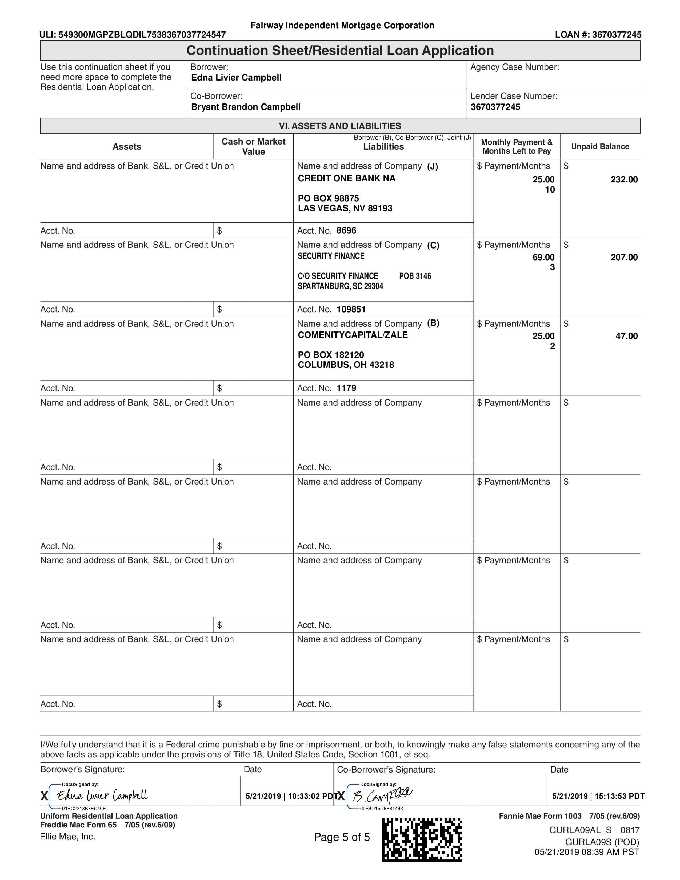 Fairway Independent Mortgage Corporation
ULI: 549300MGPZBLQDIL7538367037724547 LOAN #: 3670377245
Continuation Sheet/Residential Loan Application
Use this continuation sheet if you need more space to complete the Residential Loan Application.
Borrower:
Edna Livier Campbell
Agency Case Number:
Co-Borrower:
Bryant Brandon Campbell
Lender Case Number:
3670377245
VI. ASSETS AND LIABILITIES
Borrower (B), Co-Borrower (C), Joint (J)
Assets Cash or Market Value Liabilities Monthly Payment & Months Left to Pay Unpaid Balance
Name and address of Bank, S&L, or Credit Union Name and address of Company (J) $ Payment/Months $
CREDIT ONE BANK NA 25.00 232.00
10
PO BOX 98875
LAS VEGAS, NV 89193
Acct. No. $ Acct. No. 8696
Name and address of Bank, S&L, or Credit Union Name and address of Company (C) $ Payment/Months $
SECURITY FINANCE 69.00 207.00
3
C/O SECURITY FINANCE POB 3146
SPARTANBURG, SC 29304
Acct. No. $ Acct. No. 109851
Name and address of Bank, S&L, or Credit Union Name and address of Company (B) $ Payment/Months $
COMENITYCAPITAL/ZALE 25.00 47.00
2
PO BOX 182120
COLUMBUS, OH 43218
Acct. No. $ Acct. No. 1179
Name and address of Bank, S&L, or Credit Union Name and address of Company $ Payment/Months $
Acct. No. $ Acct. No.
Name and address of Bank, S&L, or Credit Union Name and address of Company $ Payment/Months $
Acct. No. $ Acct. No.
Name and address of Bank, S&L, or Credit Union Name and address of Company $ Payment/Months $
Acct. No. $ Acct. No.
Name and address of Bank, S&L, or Credit Union Name and address of Company $ Payment/Months $
Acct. No. $ Acct. No.
I/We fully understand that it is a Federal crime punishable by fine or imprisonment, or both, to knowingly make any false statements concerning any of the
above facts as applicable under the provisions of Title 18, United States Code, Section 1001, et seq.
Borrower's Signature: Date Co-Borrower's Signature: Date
DocuSigned by: DocuSigned by:
X Edna Livier Campbell 5/21/2019 | 10:33:02 PDT X B Campbell 5/21/2019 | 15:13:53 PDT
Uniform Residential Loan Application Fannie Mae Form 1003 7/05 (rev.6/09)
Freddie Mac Form 65 7/05 (rev.6/09)
Ellie Mae, Inc. Page 5 of 5 GURLA09AL_S 0817
GURLA09S (POD)
05/21/2019 08:39 AM PST